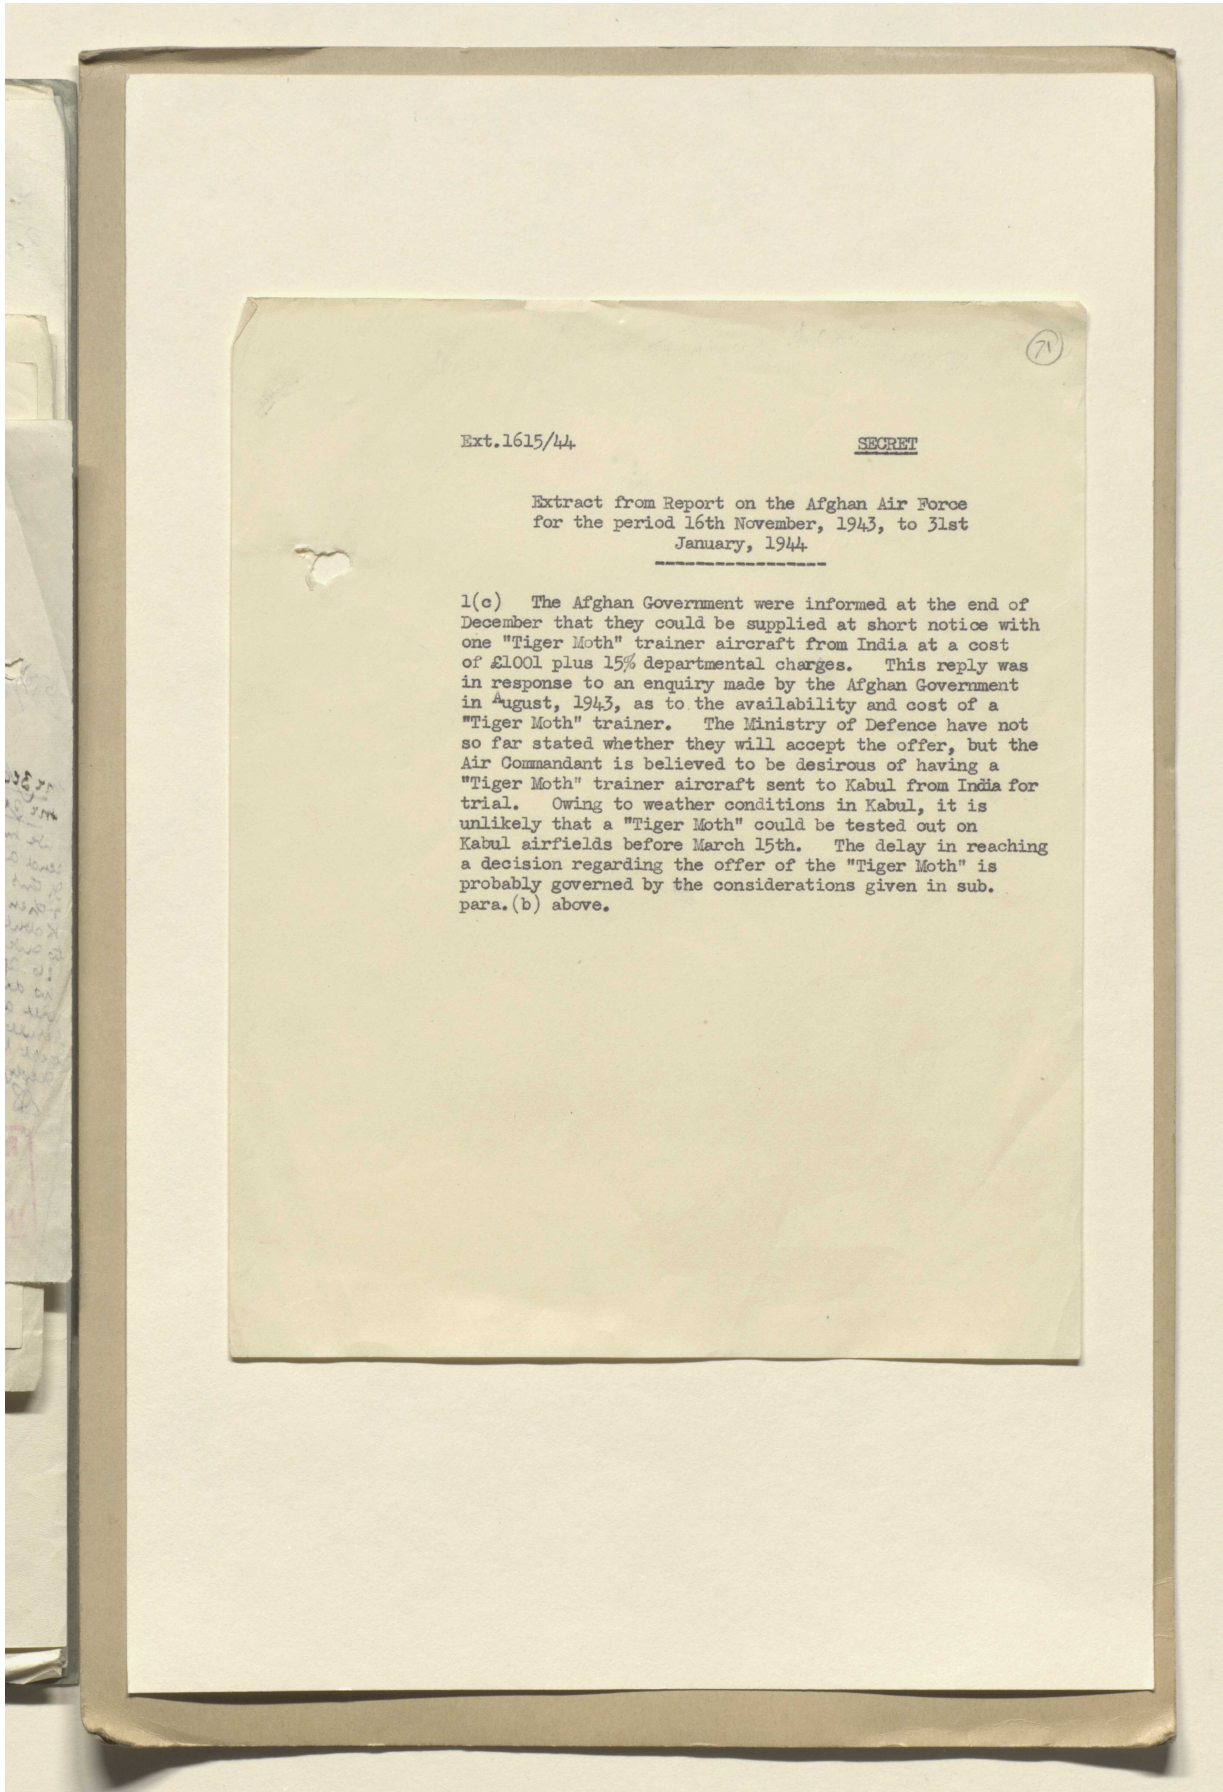 71
Ext.1615/44 SECRET
Extract from Report on the Afghan Air Force
for the period 16th November, 1943, to 31st
January, 1944
1(c) The Afghan Government were informed at the end of
December that they could be supplied at short notice with
one "Tiger Moth" trainer aircraft from India at a cost
of £1001 plus 15% departmental charges. This reply was
in response to an enquiry made by the Afghan Government
in August, 1943, as to the availability and cost of a
"Tiger Moth" trainer. The Ministry of Defence have not
so far stated whether they will accept the offer, but the
Air Commandant is believed to be desirous of having a
"Tiger Moth" trainer aircraft sent to Kabul from India for
trial. Owing to weather conditions in Kabul, it is
unlikely that a "Tiger Moth" could be tested out on
Kabul airfields before March 15th. The delay in reaching
a decision regarding the offer of the "Tiger Moth" is
probably governed by the considerations given in sub.
para.(b) above.